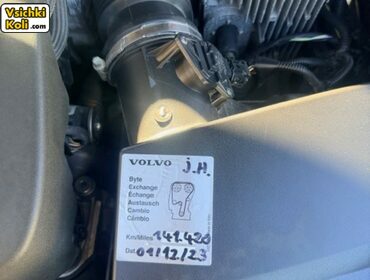 Vsichki
Koli.com
VOLVO J.H.
Byte
Exchange
Échange
Austausch
Cambio
Câmbio
Km/Miles 141.420
Dat. 01/12/23